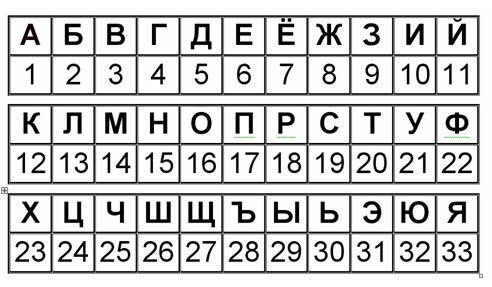 А Б В Г Д Е Ё Ж З И Й
1 2 3 4 5 6 7 8 9 10 11
К Л М Н О П Р С Т У Ф
12 13 14 15 16 17 18 19 20 21 22
Х Ц Ч Ш Щ Ъ Ы Ь Э Ю Я
23 24 25 26 27 28 29 30 31 32 33